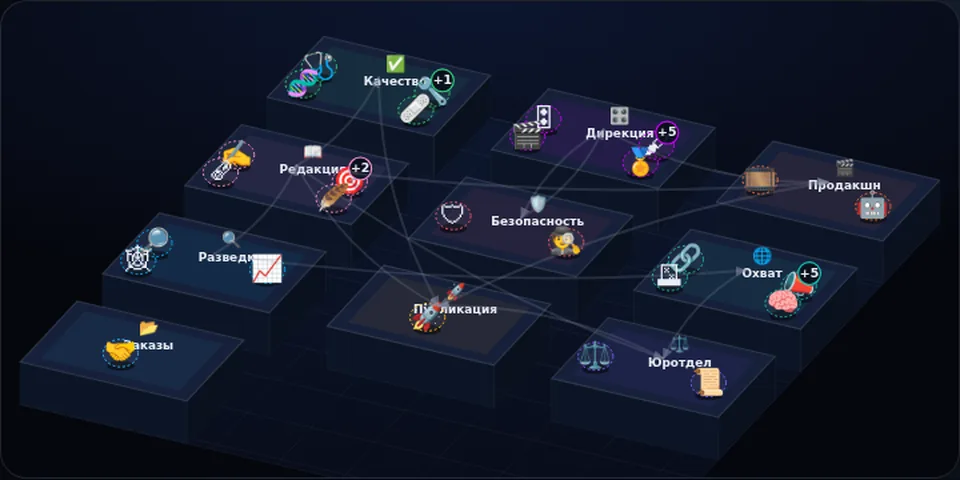 Качество
+1
Дирекция
+5
Редакция
+2
Продакшн
Безопасность
Разведка
Охват
+5
Публикация
Заказы
Юротдел